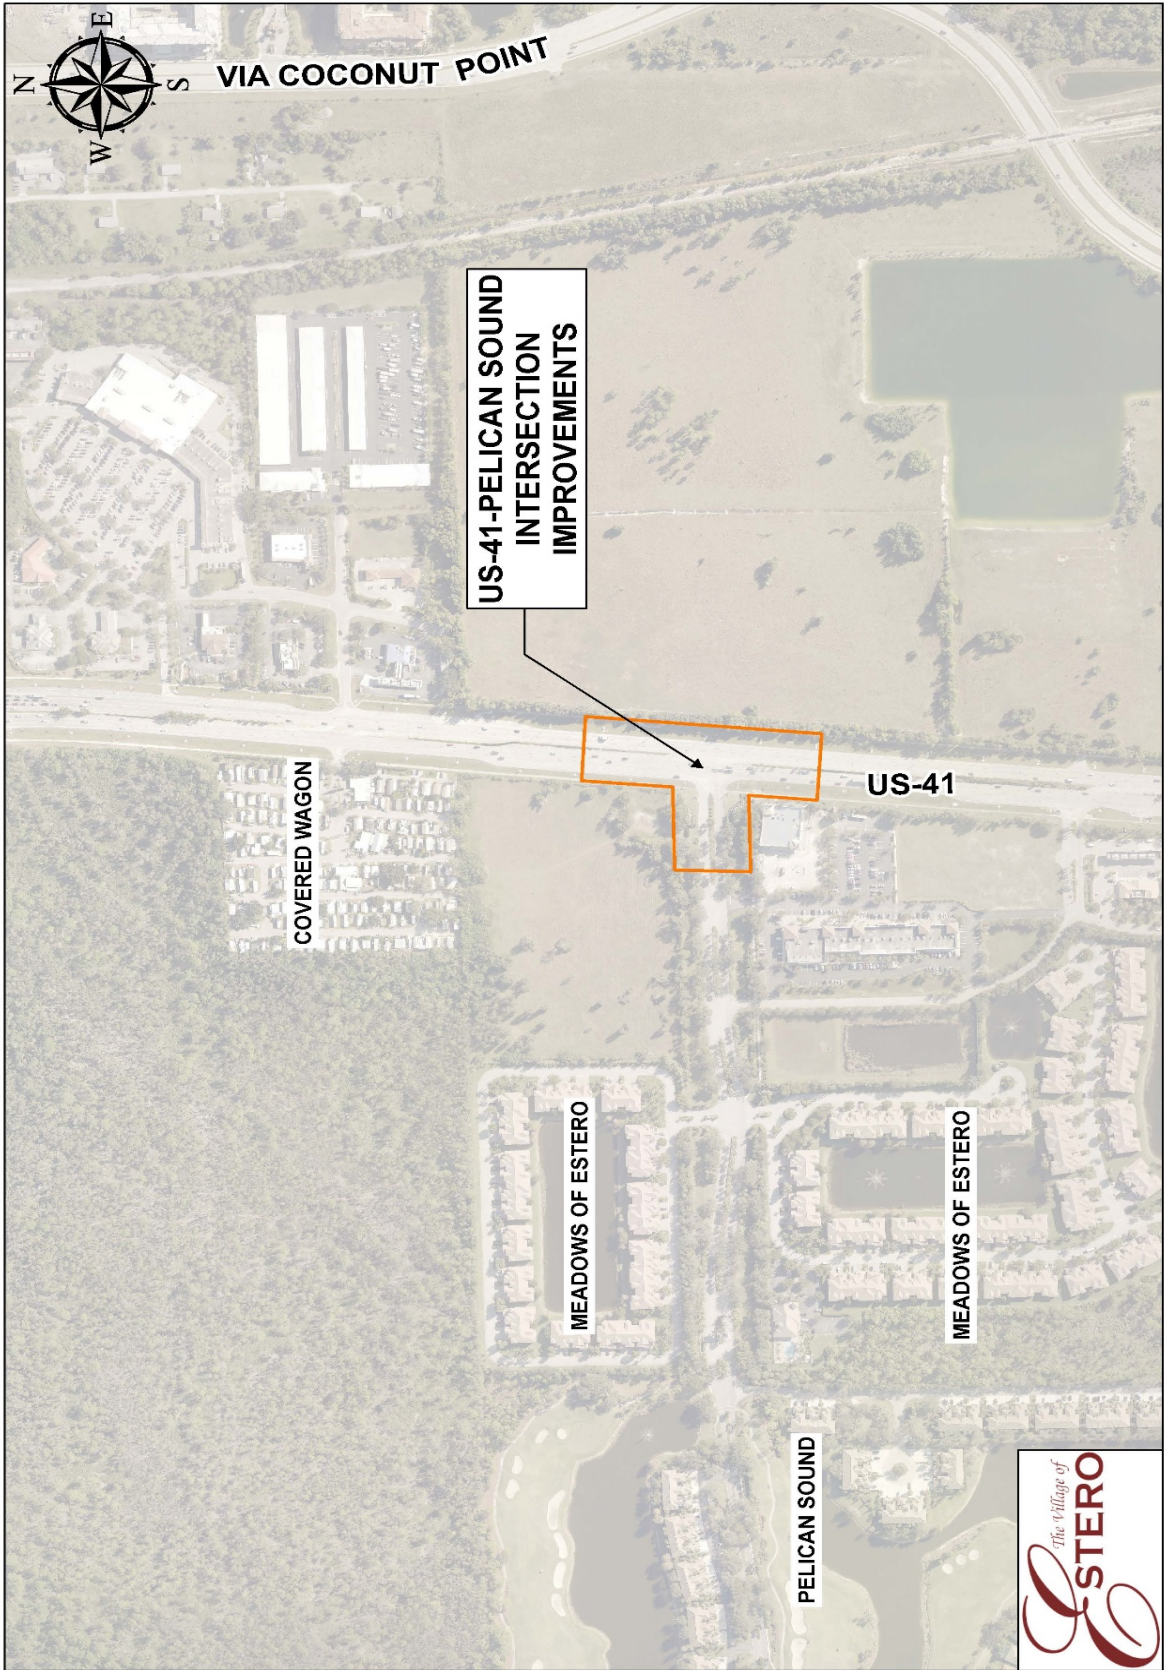 N
E
S
W
VIA COCONUT POINT
US-41-PELICAN SOUND
INTERSECTION
IMPROVEMENTS
US-41
COVERED WAGON
MEADOWS OF ESTERO
MEADOWS OF ESTERO
PELICAN SOUND
The Village of
ESTERO